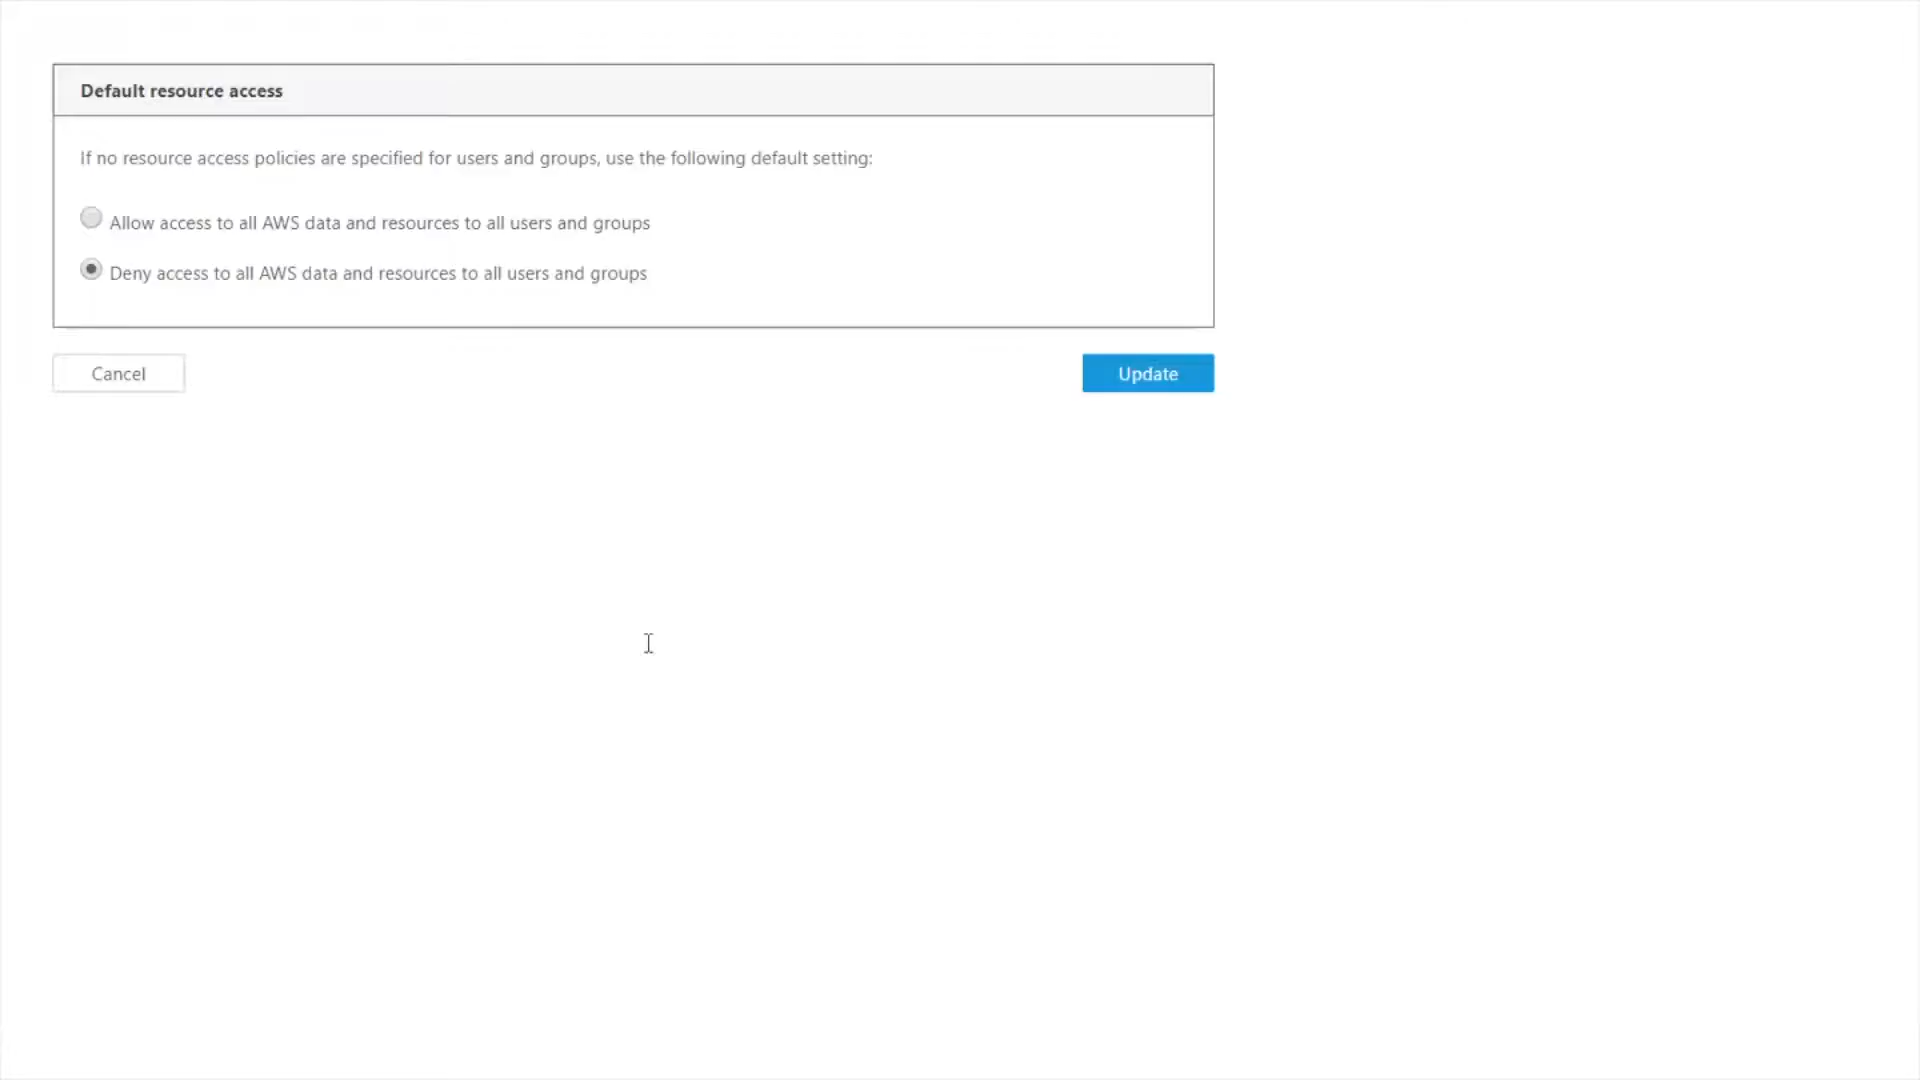 Default resource access
If no resource access policies are specified for users and groups, use the following default setting:
Allow access to all AWS data and resources to all users and groups
Deny access to all AWS data and resources to all users and groups
Cancel
Update